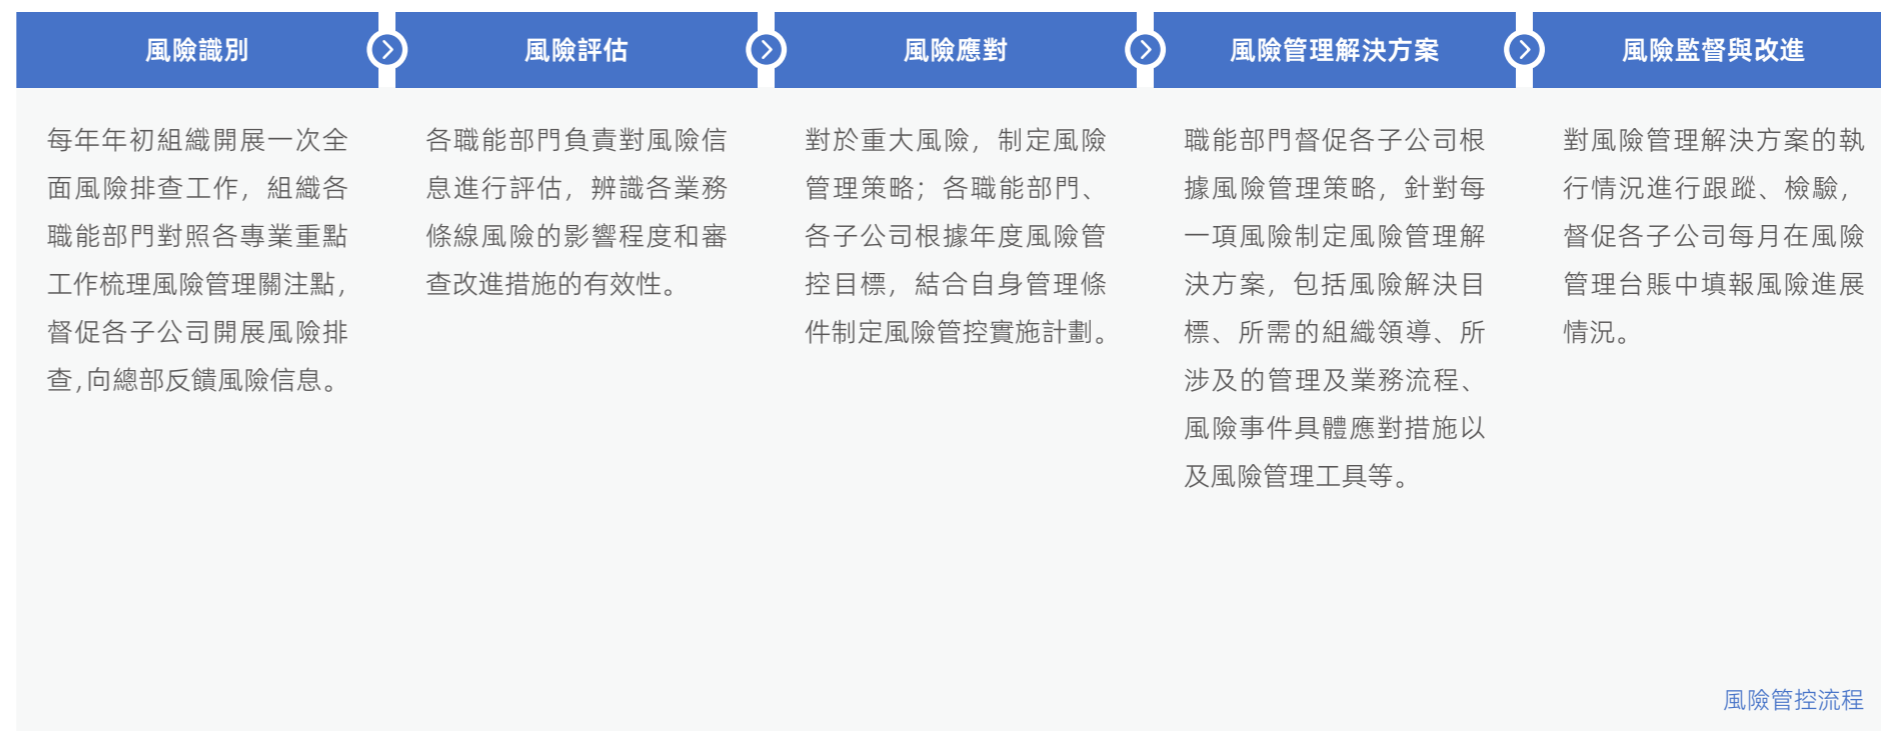 風險識別
每年年初組織開展一次全
面風險排查工作，組織各
職能部門對照各專業重點
工作梳理風險管理關注點，
督促各子公司開展風險排
查，向總部反饋風險信息。
風險評估
各職能部門負責對風險信
息進行評估，辨識各業務
條線風險的影響程度和審
查改進措施的有效性。
風險應對
對於重大風險，制定風險
管理策略；各職能部門、
各子公司根據年度風險管
控目標，結合自身管理條
件制定風險管控實施計劃。
風險管理解決方案
職能部門督促各子公司根
據風險管理策略，針對每
一項風險制定風險管理解
決方案，包括風險解決目
標、所需的組織領導、所
涉及的管理及業務流程、
風險事件具體應對措施以
及風險管理工具等。
風險監督與改進
對風險管理解決方案的執
行情況進行跟蹤、檢驗，
督促各子公司每月在風險
管理台賬中填報風險進展
情況。
風險管控流程